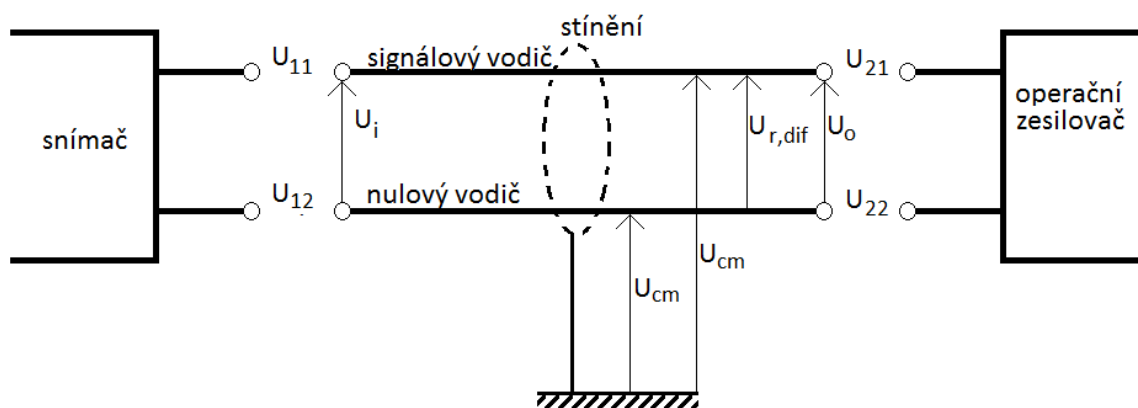 stínění
U11
signálový vodič
U21
snímač
Ui
Ur,dif
Uo
operační
zesilovač
U12
nulový vodič
U22
Ucm
Ucm